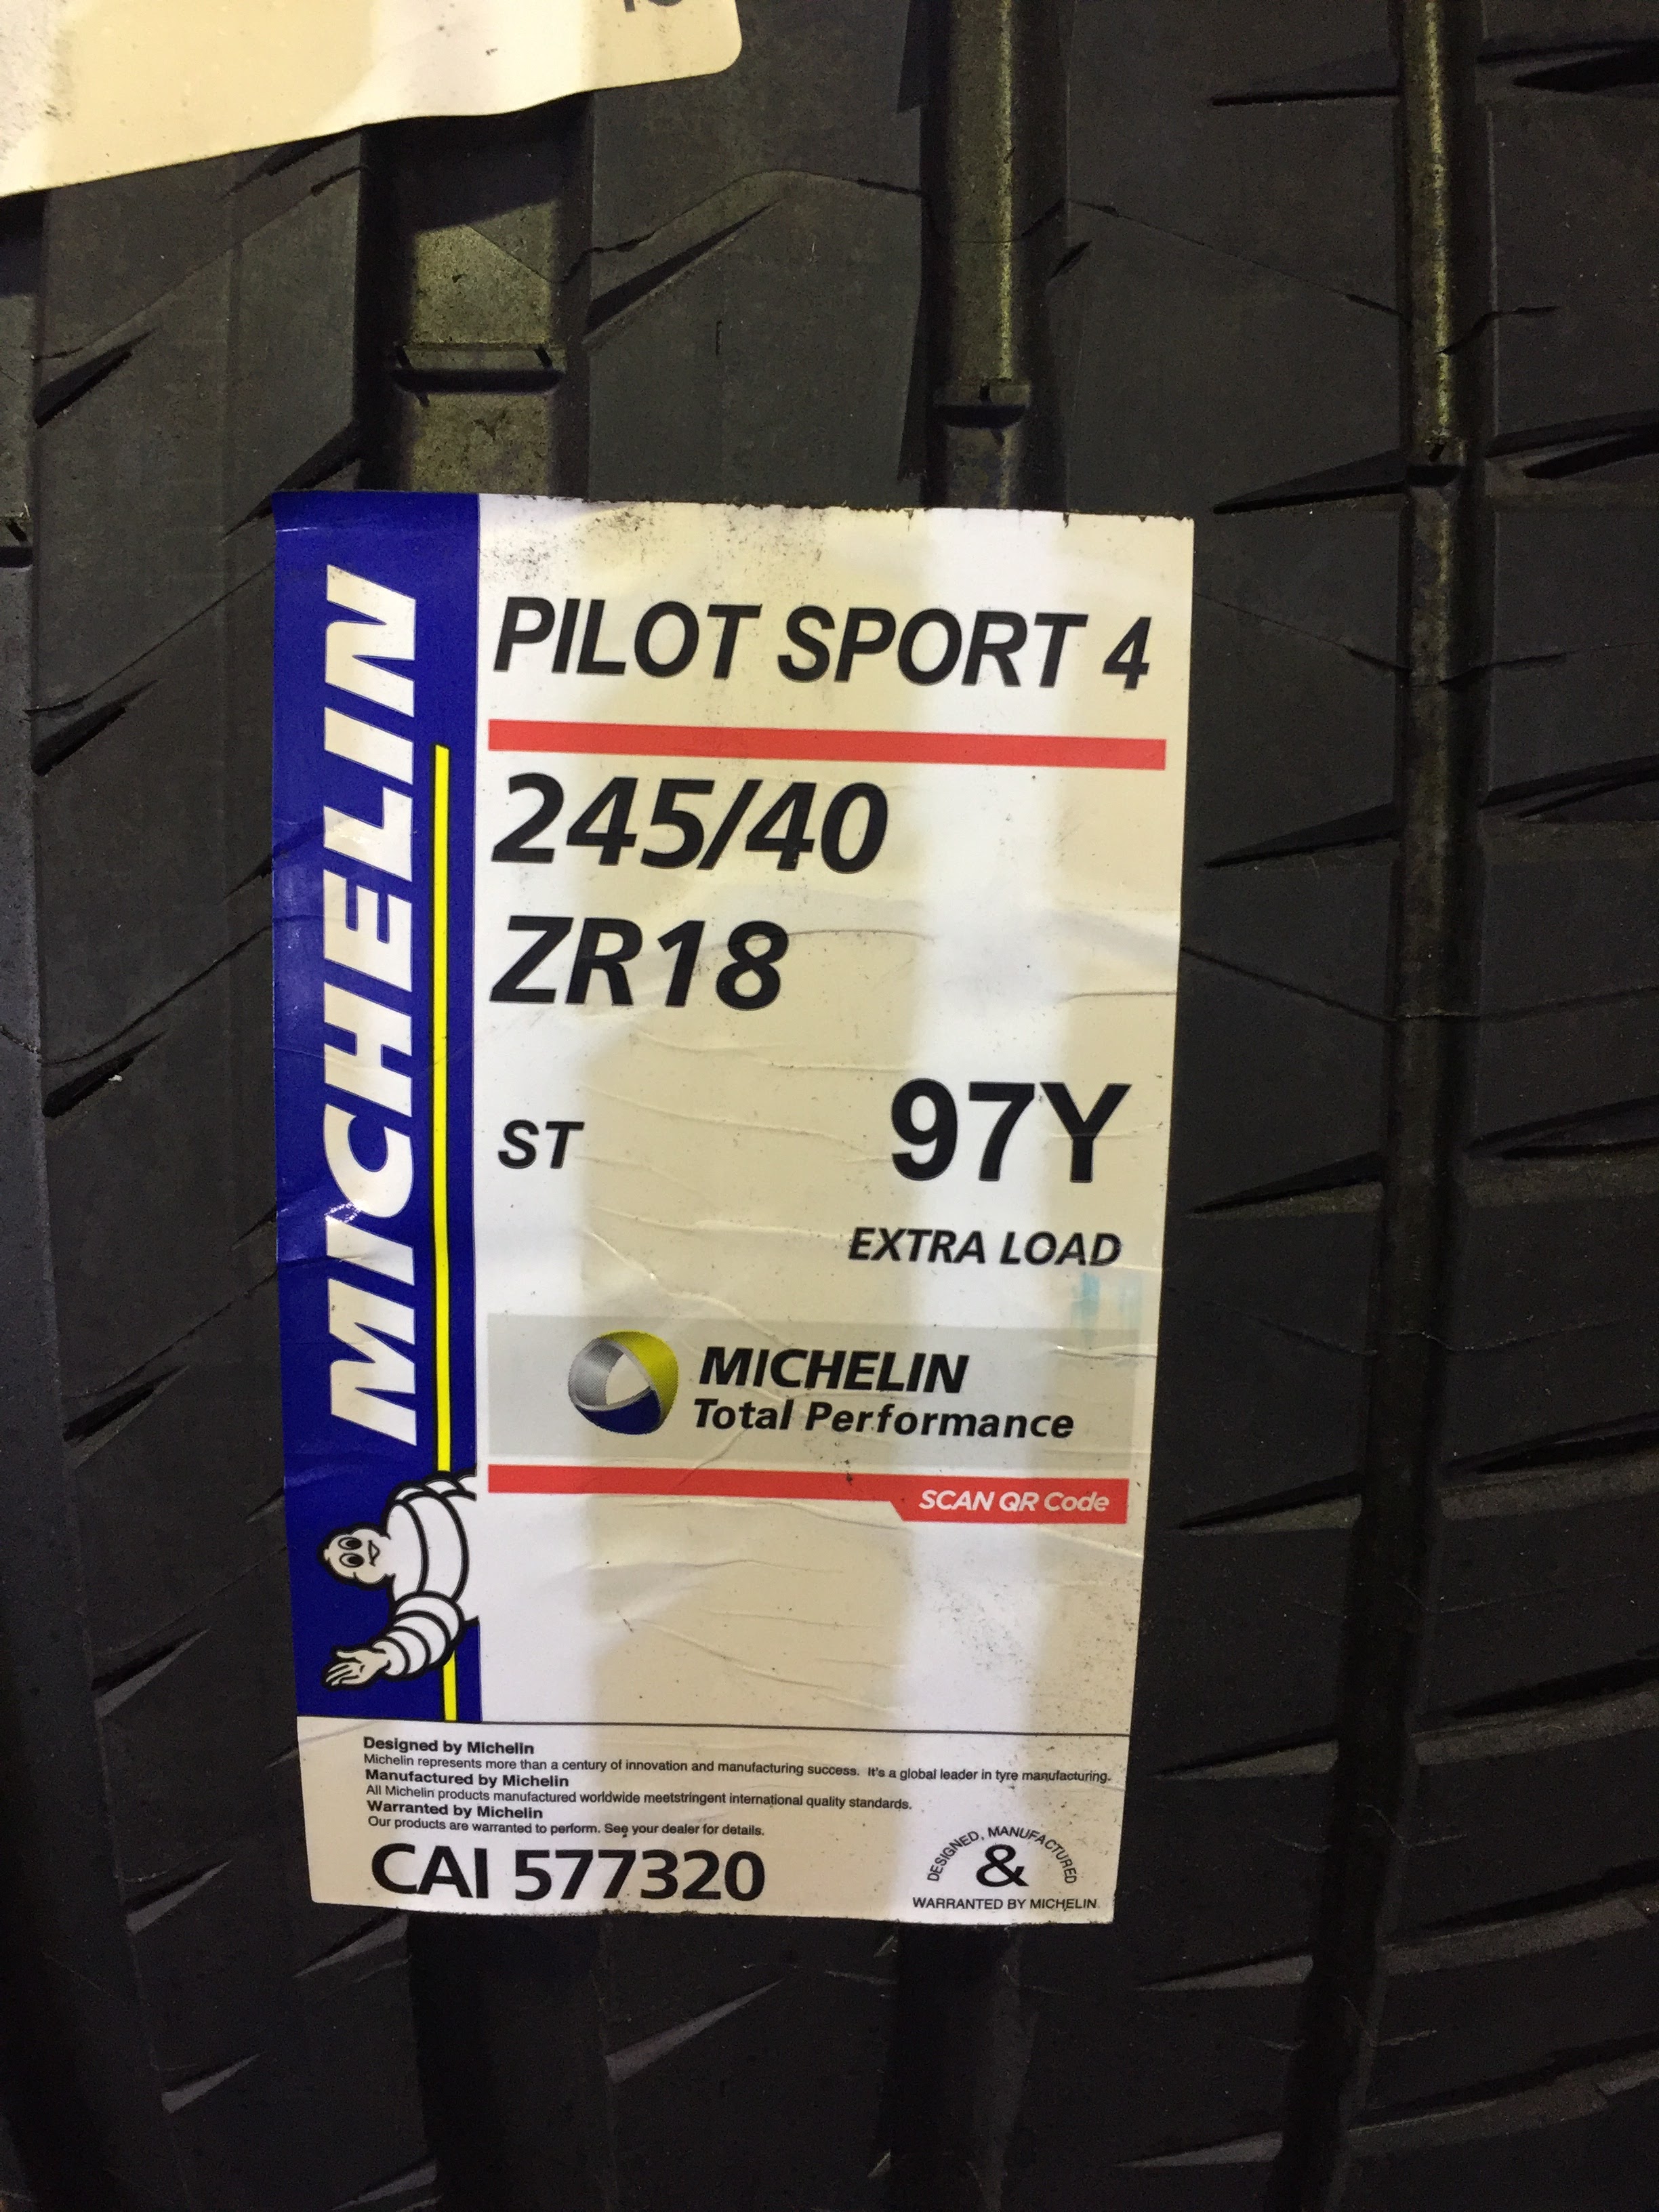 MICHELIN
PILOT SPORT 4
245/40
ZR18
ST
97Y
EXTRA LOAD
MICHELIN
Total Performance
SCAN QR Code
Designed by Michelin
Michelin represents more than a century of innovation and manufacturing success. It's a global leader in tyre manufacturing.
Manufactured by Michelin
All Michelin products manufactured worldwide meetstringent international quality standards.
Warranted by Michelin
Our products are warranted to perform. See your dealer for details.
CAI 577320
DESIGNED, MANUFACTURED
&
WARRANTED BY MICHELIN